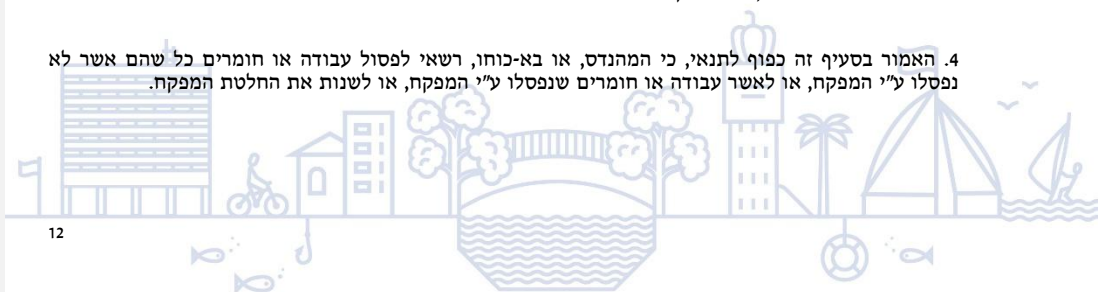 4. האמור בסעיף זה כפוף לתנאי, כי המהנדס, או בא-כוחו, רשאי לפסול עבודה או חומרים כל שהם אשר לא
נפסלו ע״י המפקח, או לאשר עבודה או חומרים שנפסלו ע״י המפקח, או לשנות את החלטת המפקח.
12